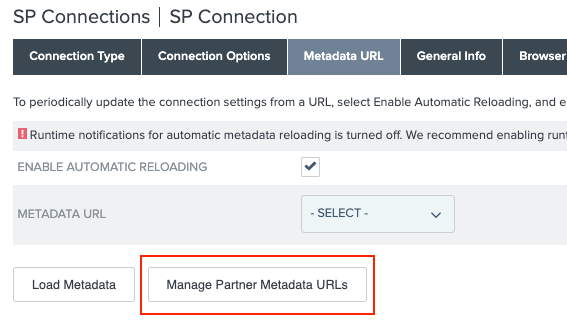 SP Connections | SP Connection
Connection Type Connection Options Metadata URL General Info Browser
To periodically update the connection settings from a URL, select Enable Automatic Reloading, and e
Runtime notifications for automatic metadata reloading is turned off. We recommend enabling run
ENABLE AUTOMATIC RELOADING
METADATA URL - SELECT -
Load Metadata Manage Partner Metadata URLs